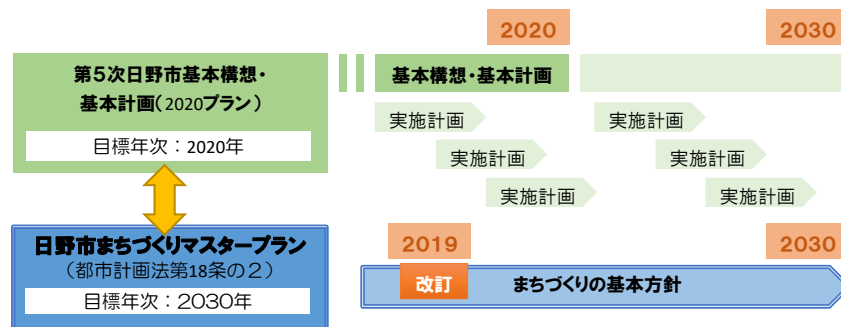 2020
2030
第5次日野市基本構想・
基本計画(2020プラン)
目標年次：2020年
基本構想・基本計画
実施計画
実施計画
実施計画
実施計画
実施計画
実施計画
日野市まちづくりマスタープラン
（都市計画法第18条の２）
目標年次：2030年
2019
2030
改訂
まちづくりの基本方針